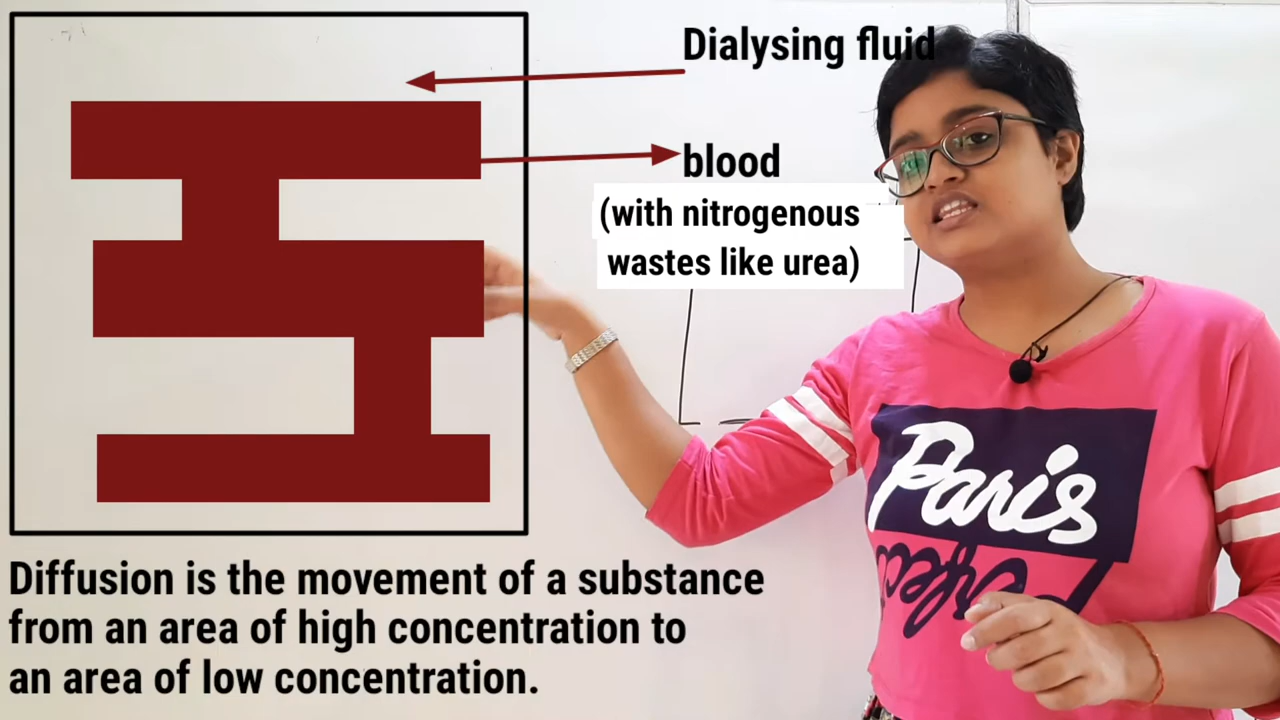 Dialysing fluid
blood
(with nitrogenous
wastes like urea)
Paris
Diffusion is the movement of a substance
from an area of high concentration to
an area of low concentration.